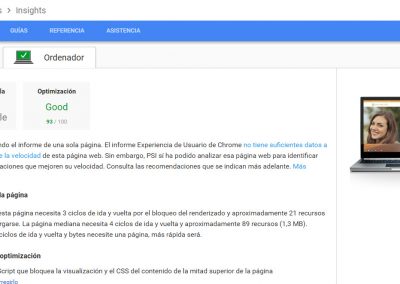 Insights
GUÍAS REFERENCIA ASISTENCIA
Ordenador
Optimización
Good
93 / 100
el informe de una sola página. El informe Experiencia de Usuario de Chrome no tiene suficientes datos a
la velocidad de esta página web. Sin embargo, PSI sí ha podido analizar esa página web para identificar
que mejoren su velocidad. Consulta las recomendaciones que se indican más adelante. Más
la página
esta página necesita 3 ciclos de ida y vuelta por el bloqueo del renderizado y aproximadamente 21 recursos
La página mediana necesita 4 ciclos de ida y vuelta y aproximadamente 89 recursos (1,3 MB).
ciclos de ida y vuelta y bytes necesite una página, más rápida será.
optimización
Script que bloquea la visualización y el CSS del contenido de la mitad superior de la página